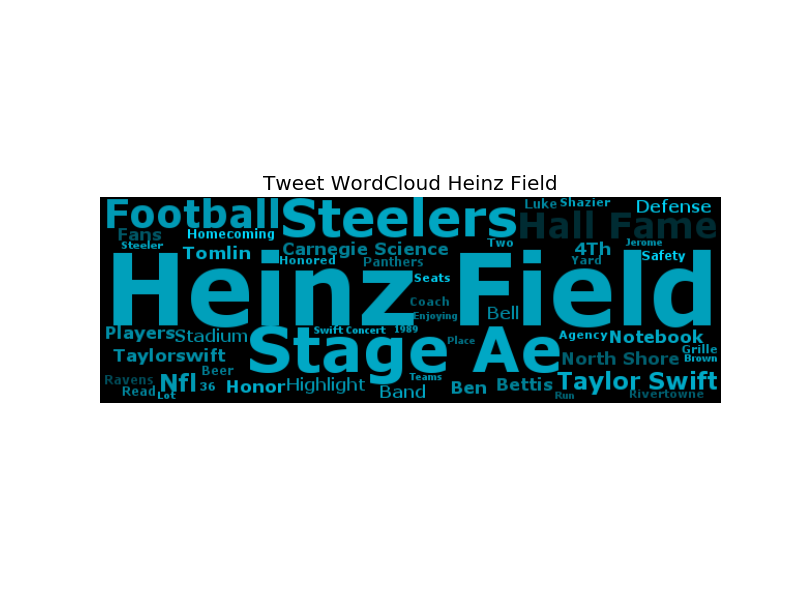 Tweet WordCloud Heinz Field
Football Steelers Luke Shazier Defense
Hall Fame
Fans Homecoming
Steeler Tomlin Carnegie Science Two 4Th Jerome
Honored Panthers Yard Safety
Heinz Field
Seats
Coach
Enjoying Bell
Players Stadium Swift Concert 1989 Agency Notebook
Stage Ae Place
Taylorswift North Shore Grille
Brown
Beer
Ravens Nfl 36 Honor Highlight Teams Ben Bettis Taylor Swift
Read Lot Band Run Rivertowne